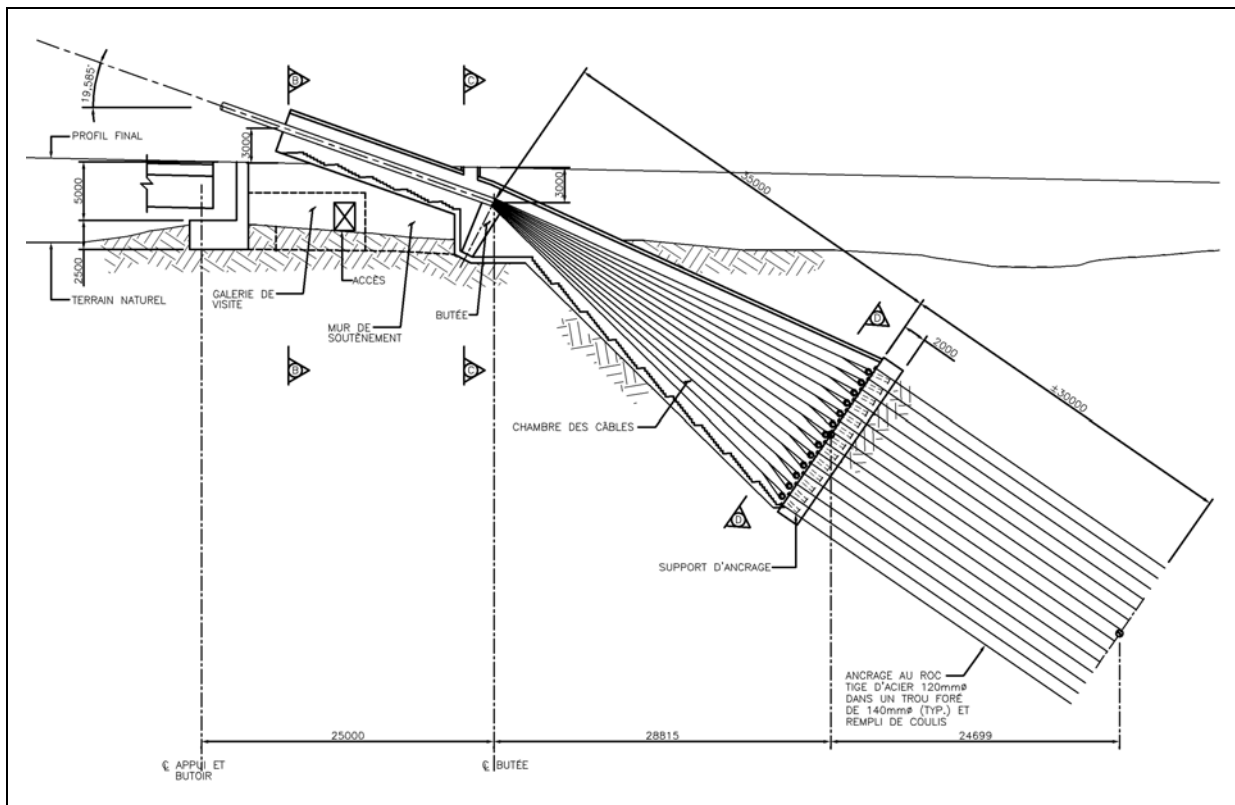 19,585°
B
C
PROFIL FINAL
3000
3000
35000
5000
2500
TERRAIN NATUREL
GALERIE DE
VISITE
ACCÈS
MUR DE
SOUTÈNEMENT
BUTÉE
D
2000
±30000
B
C
CHAMBRE DES CÂBLES
D
SUPPORT D'ANCRAGE
ANCRAGE AU ROC
TIGE D'ACIER 120mmø
DANS UN TROU FORÉ
DE 140mmø (TYP.) ET
REMPLI DE COULIS
25000
28815
24699
℄ APPUI ET
BUTOIR
℄ BUTÉE